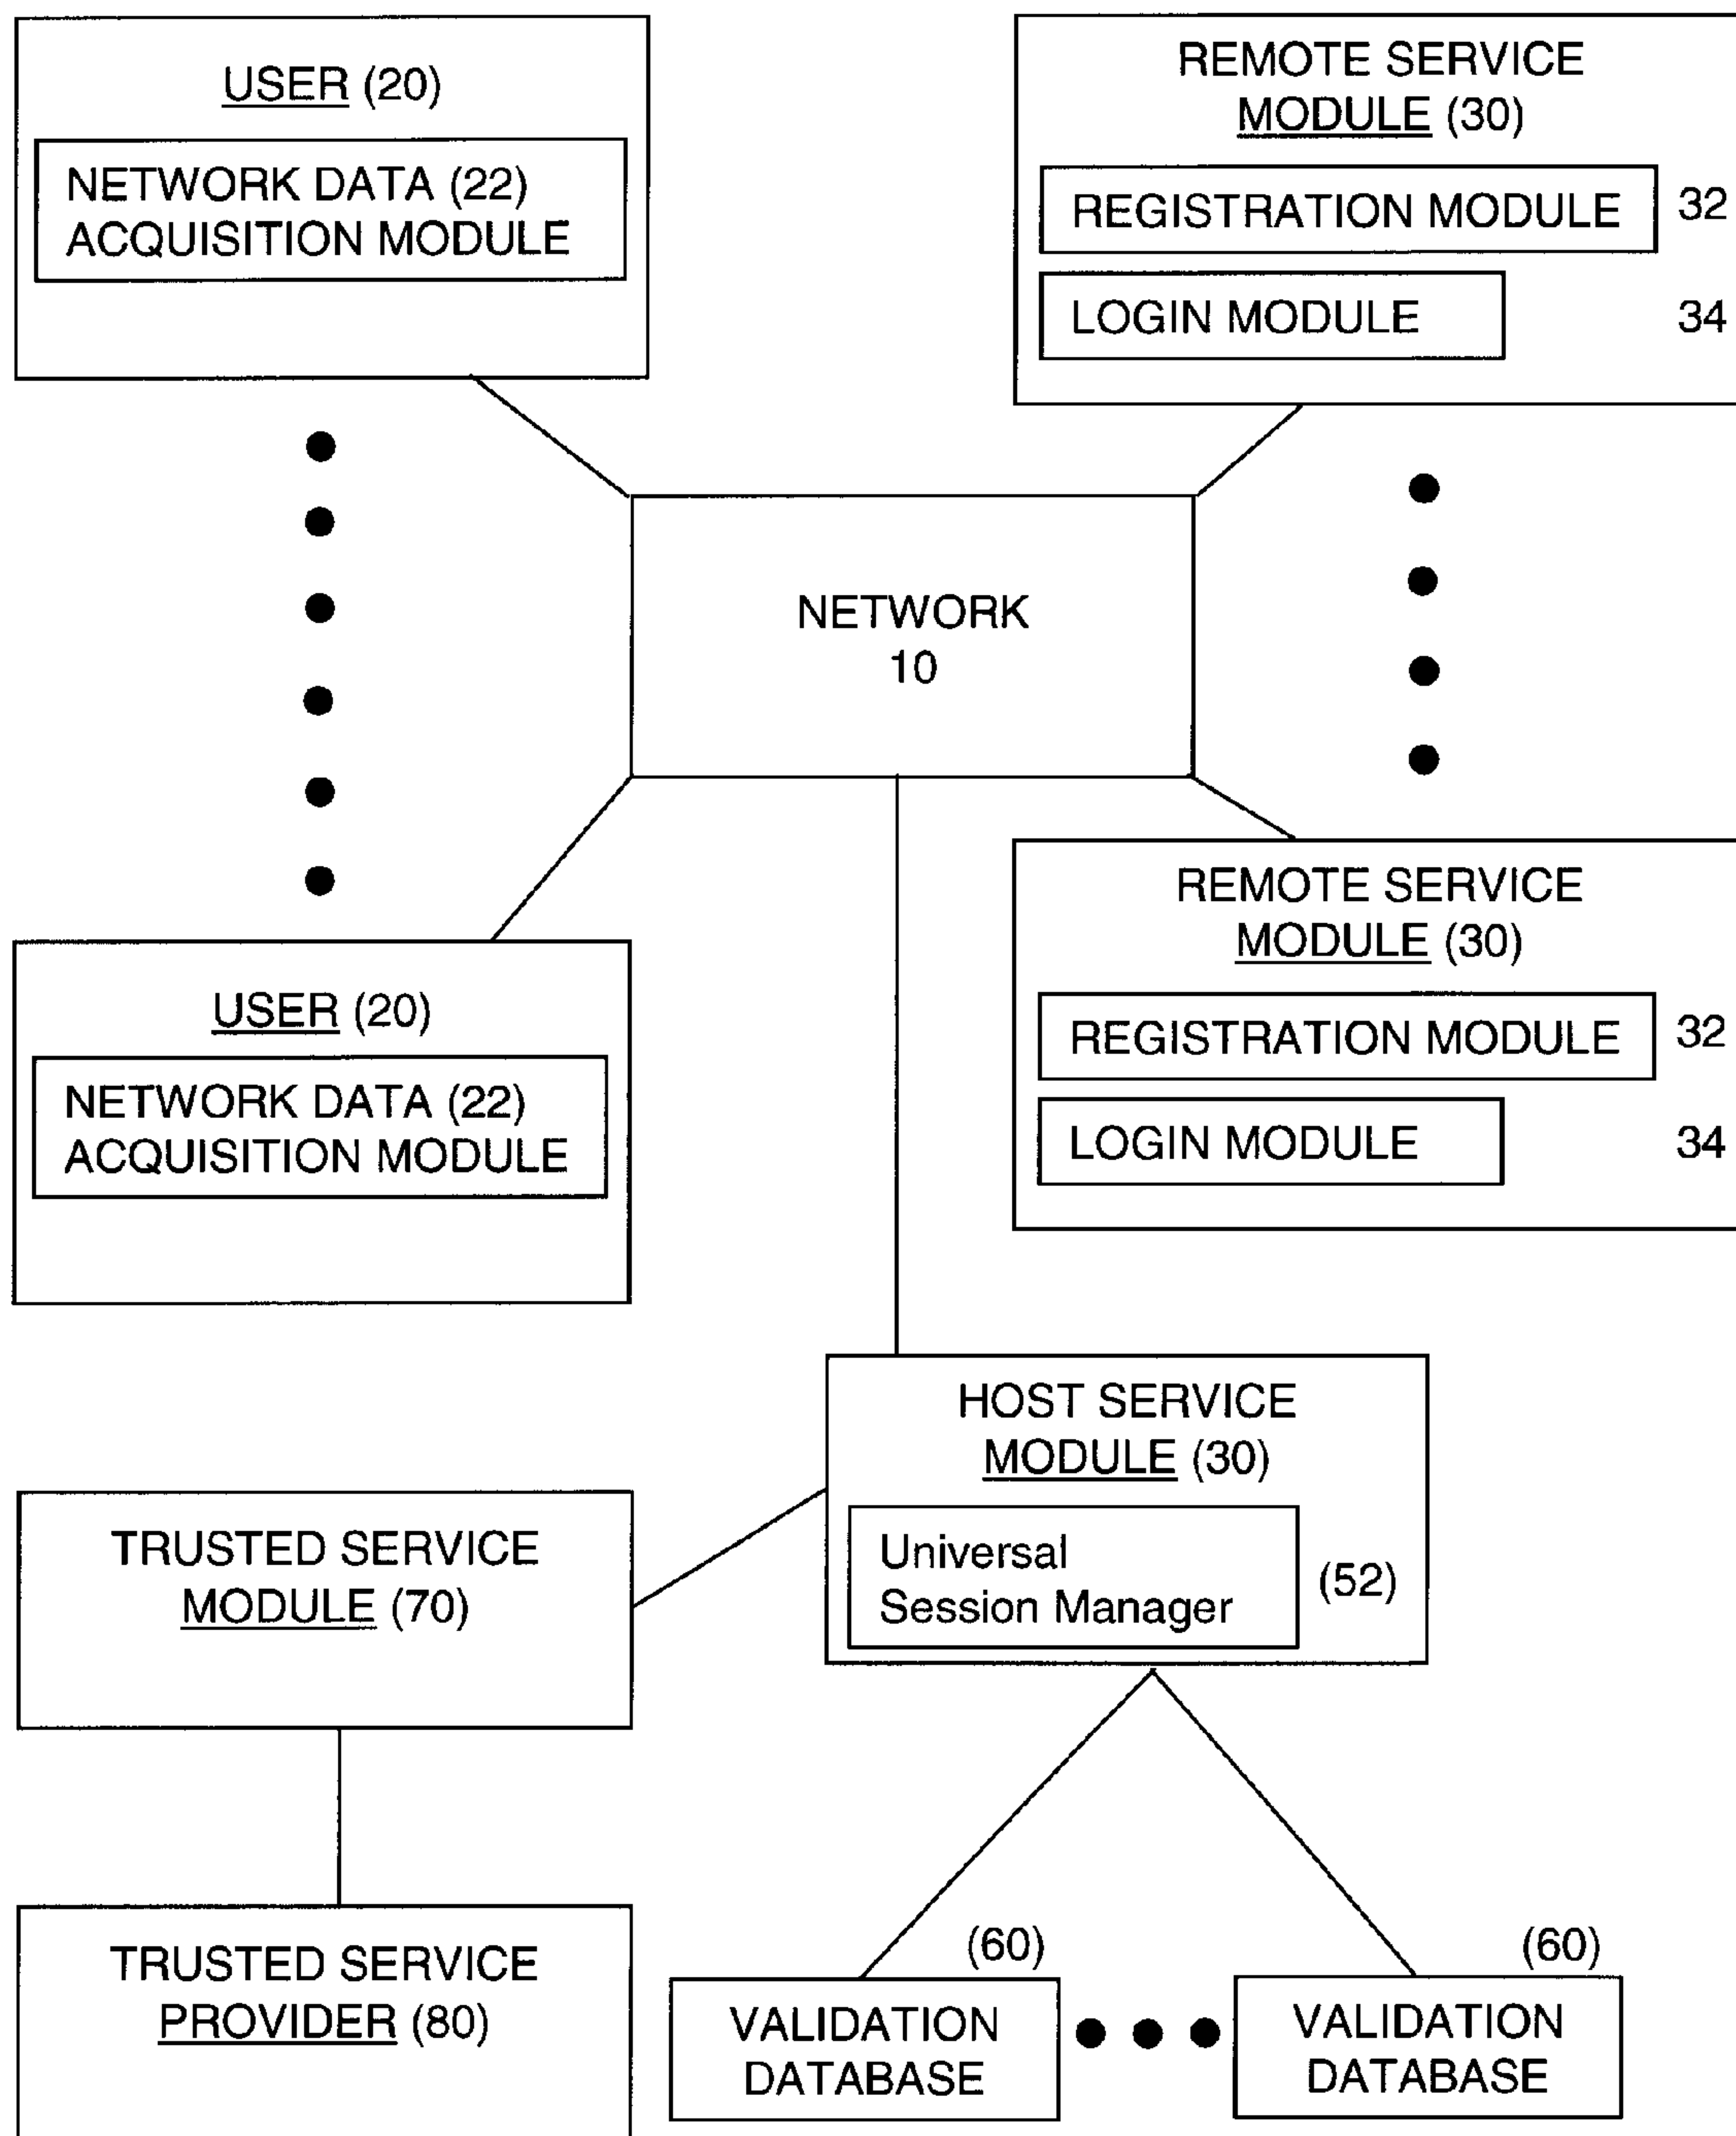 USER (20)
NETWORK DATA (22)
ACQUISITION MODULE
REMOTE SERVICE
MODULE (30)
REGISTRATION MODULE 32
LOGIN MODULE 34
NETWORK
10
USER (20)
NETWORK DATA (22)
ACQUISITION MODULE
REMOTE SERVICE
MODULE (30)
REGISTRATION MODULE 32
LOGIN MODULE 34
HOST SERVICE
MODULE (30)
Universal
Session Manager
(52)
TRUSTED SERVICE
MODULE (70)
TRUSTED SERVICE
PROVIDER (80)
(60)
VALIDATION
DATABASE
(60)
VALIDATION
DATABASE